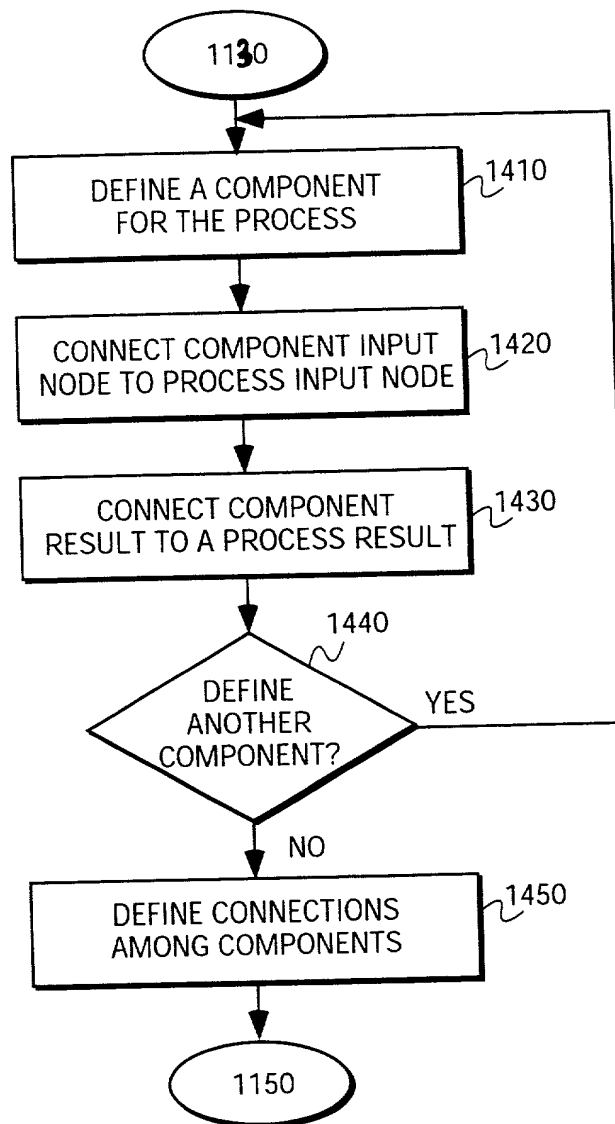 1130
DEFINE A COMPONENT
FOR THE PROCESS
1410
CONNECT COMPONENT INPUT
NODE TO PROCESS INPUT NODE
1420
CONNECT COMPONENT
RESULT TO A PROCESS RESULT
1430
1440
DEFINE
ANOTHER
COMPONENT?
YES
NO
DEFINE CONNECTIONS
AMONG COMPONENTS
1450
1150